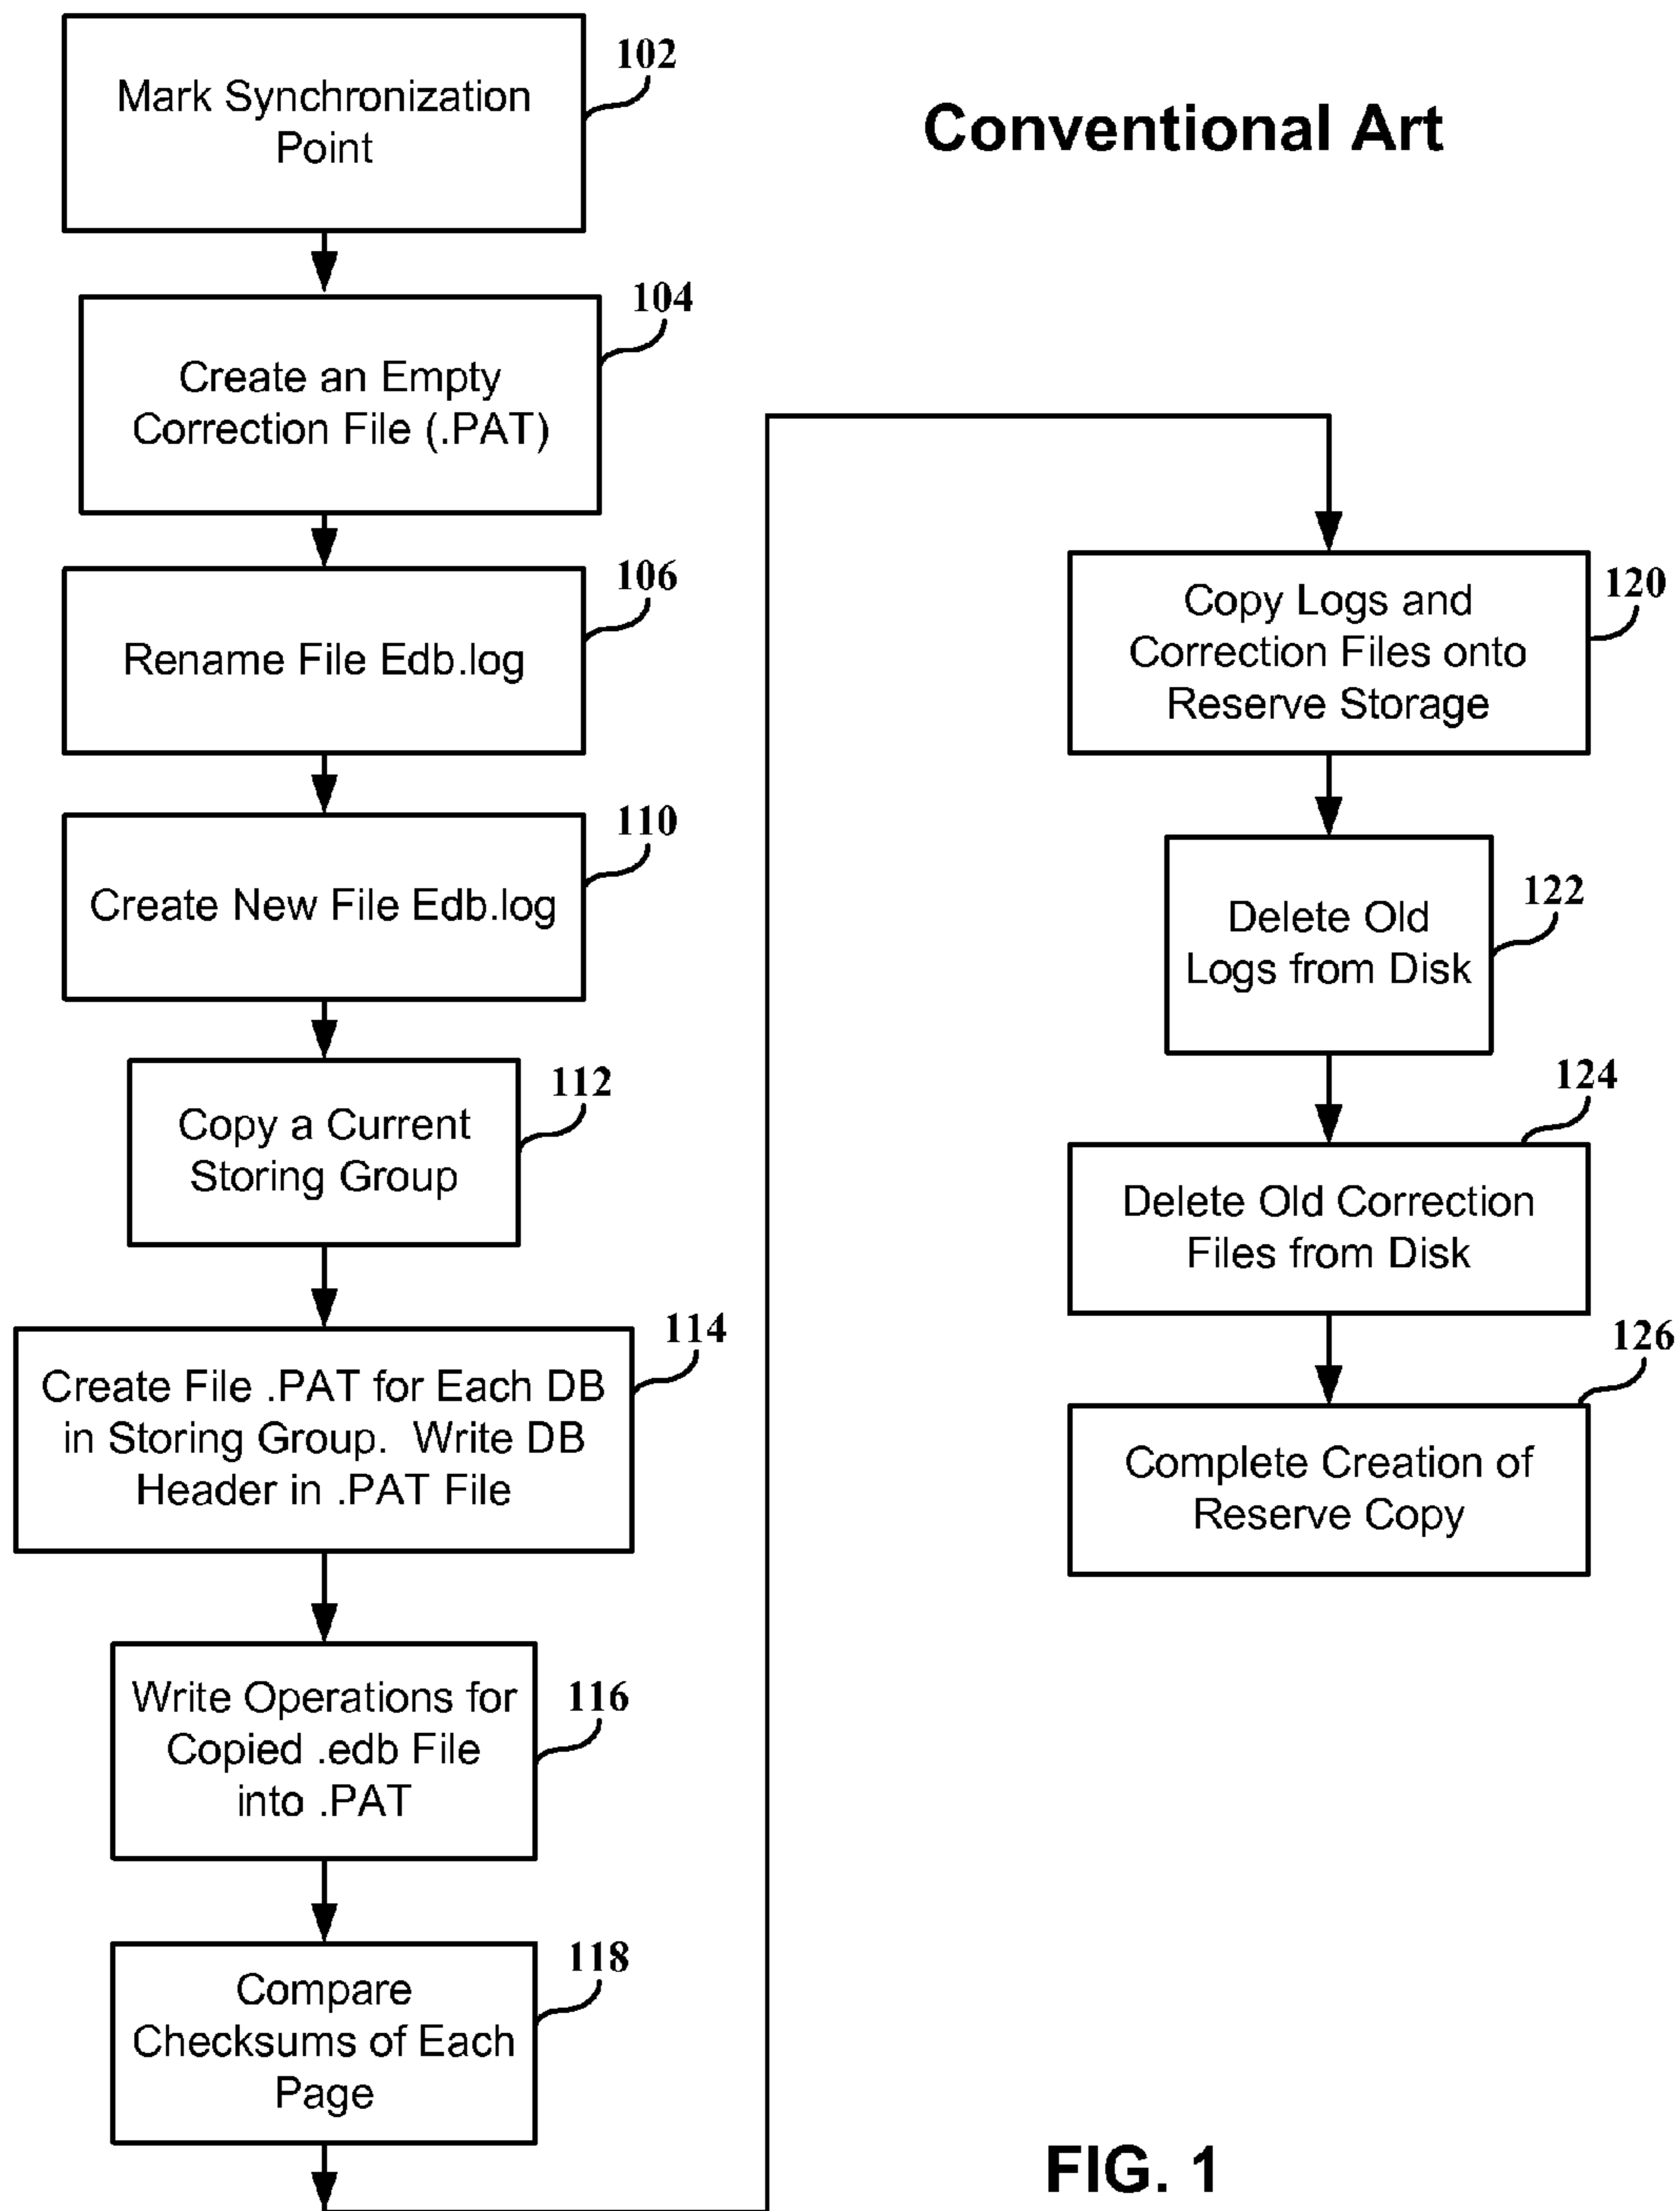 Conventional Art
102
Mark Synchronization
Point
104
Create an Empty
Correction File (.PAT)
106
Rename File Edb.log
110
Create New File Edb.log
112
Copy a Current
Storing Group
114
Create File .PAT for Each DB
in Storing Group.  Write DB
Header in .PAT File
116
Write Operations for
Copied .edb File
into .PAT
118
Compare
Checksums of Each
Page
120
Copy Logs and
Correction Files onto
Reserve Storage
122
Delete Old
Logs from Disk
124
Delete Old Correction
Files from Disk
126
Complete Creation of
Reserve Copy
FIG. 1